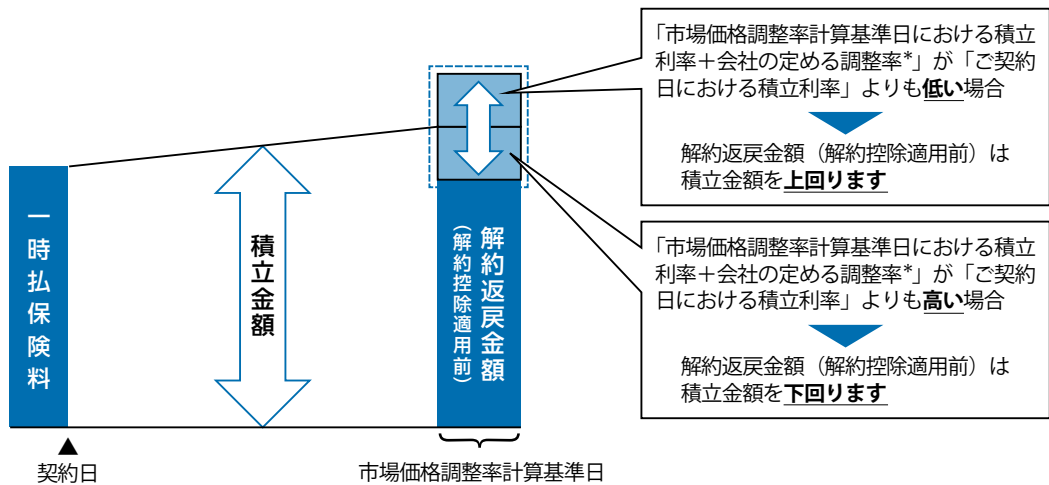 「市場価格調整率計算基準日における積立
利率＋会社の定める調整率*」が「ご契約
日における積立利率」よりも低い場合
解約返戻金額（解約控除適用前）は
積立金額を上回ります
「市場価格調整率計算基準日における積立
利率＋会社の定める調整率*」が「ご契約
日における積立利率」よりも高い場合
解約返戻金額（解約控除適用前）は
積立金額を下回ります
一時払保険料
積立金額
解約返戻金額
（解約控除適用前）
▲
契約日
市場価格調整率計算基準日